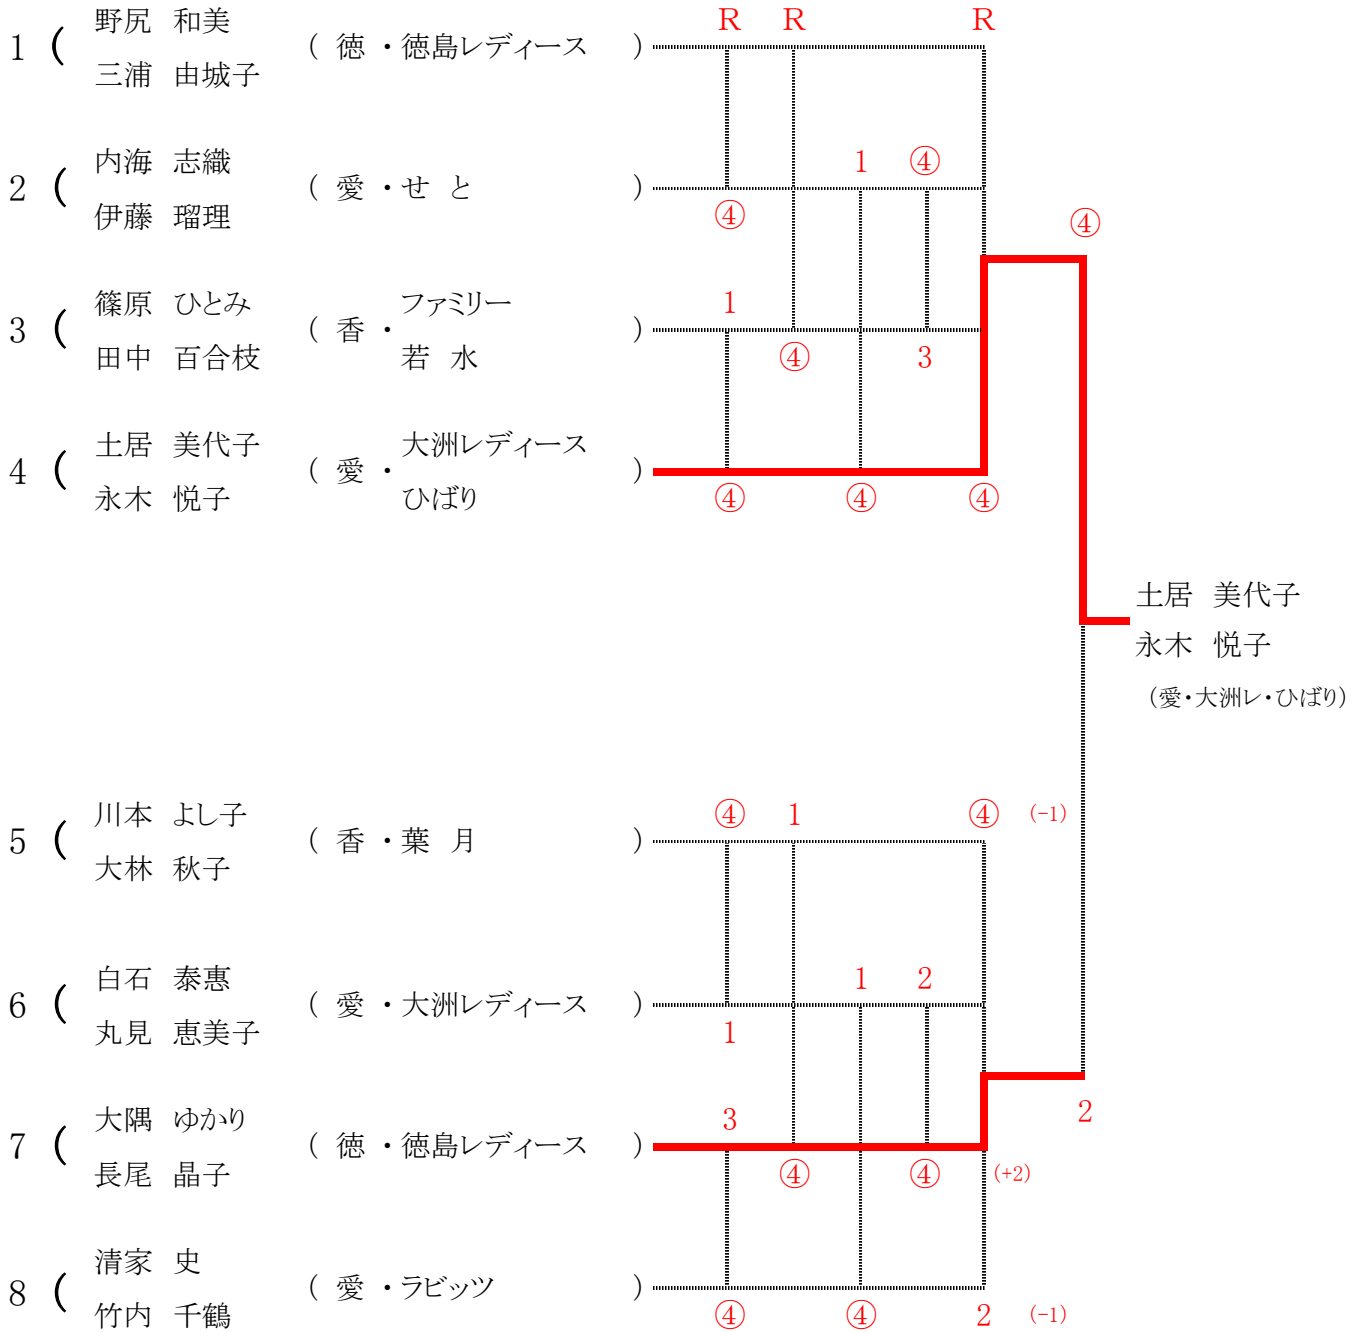 R R R
1 ( 野尻 和美
三浦 由城子
( 徳 ・ 徳島レディース )
2 ( 内海 志織
伊藤 瑠理
( 愛 ・ せ と )
1 ④
④
④
3 ( 篠原 ひとみ
田中 百合枝
( 香 ・ ファミリー
若 水 )
1
④ 3
4 ( 土居 美代子
永木 悦子
( 愛 ・ 大洲レディース
ひばり )
④ ④ ④
土居 美代子
永木 悦子
(愛・大洲レ・ひばり)
④ 1 ④ (-1)
5 ( 川本 よし子
大林 秋子
( 香 ・ 葉 月 )
6 ( 白石 泰惠
丸見 恵美子
( 愛 ・ 大洲レディース )
1 2
1
7 ( 大隅 ゆかり
長尾 晶子
( 徳 ・ 徳島レディース )
3
2
④ ④ (+2)
8 ( 清家 史
竹内 千鶴
( 愛 ・ ラビッツ )
④ ④ 2 (-1)